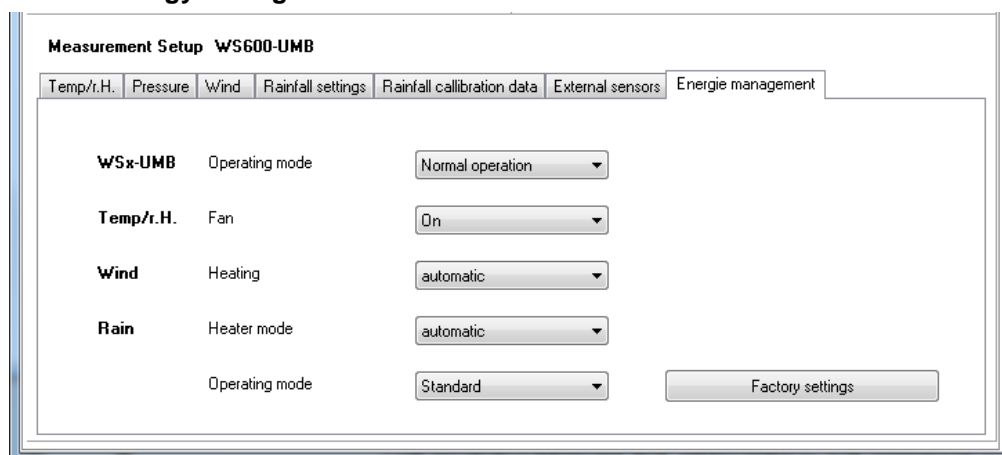 Measurement Setup WS600-UMB
Temp/r.H. Pressure Wind Rainfall settings Rainfall callibration data External sensors Energie management
WSx-UMB Operating mode Normal operation
Temp/r.H. Fan On
Wind Heating automatic
Rain Heater mode automatic
Operating mode Standard Factory settings